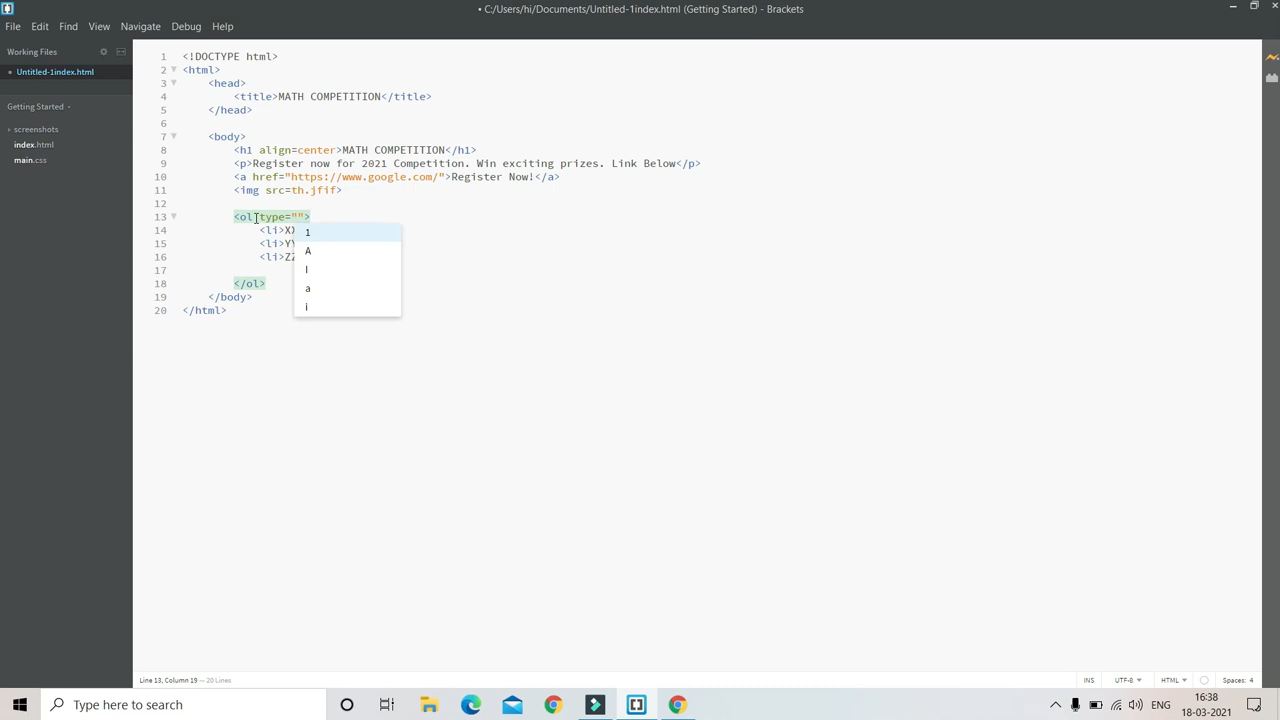 • C:/Users/hi/Documents/Untitled-1index.html (Getting Started) - Brackets
File Edit Find View Navigate Debug Help
Working Files
• Untitled-1index.html
Getting Started
screenshots
index.html
main.css
1 <!DOCTYPE html>
2 <html>
3 <head>
4 <title>MATH COMPETITION</title>
5 </head>
6
7 <body>
8 <h1 align=center>MATH COMPETITION</h1>
9 <p>Register now for 2021 Competition. Win exciting prizes. Link Below</p>
10 <a href="https://www.google.com/">Register Now!</a>
11 <img src=th.jfif>
12
13 <ol type="">
14 <li>X
15 <li>YY
16 <li>ZZ
17
18 </ol>
19 </body>
20 </html>
1
A
I
a
i
Line 13, Column 19 — 20 Lines
INS UTF-8 HTML Spaces: 4
Type here to search
ENG
16:38
18-03-2021